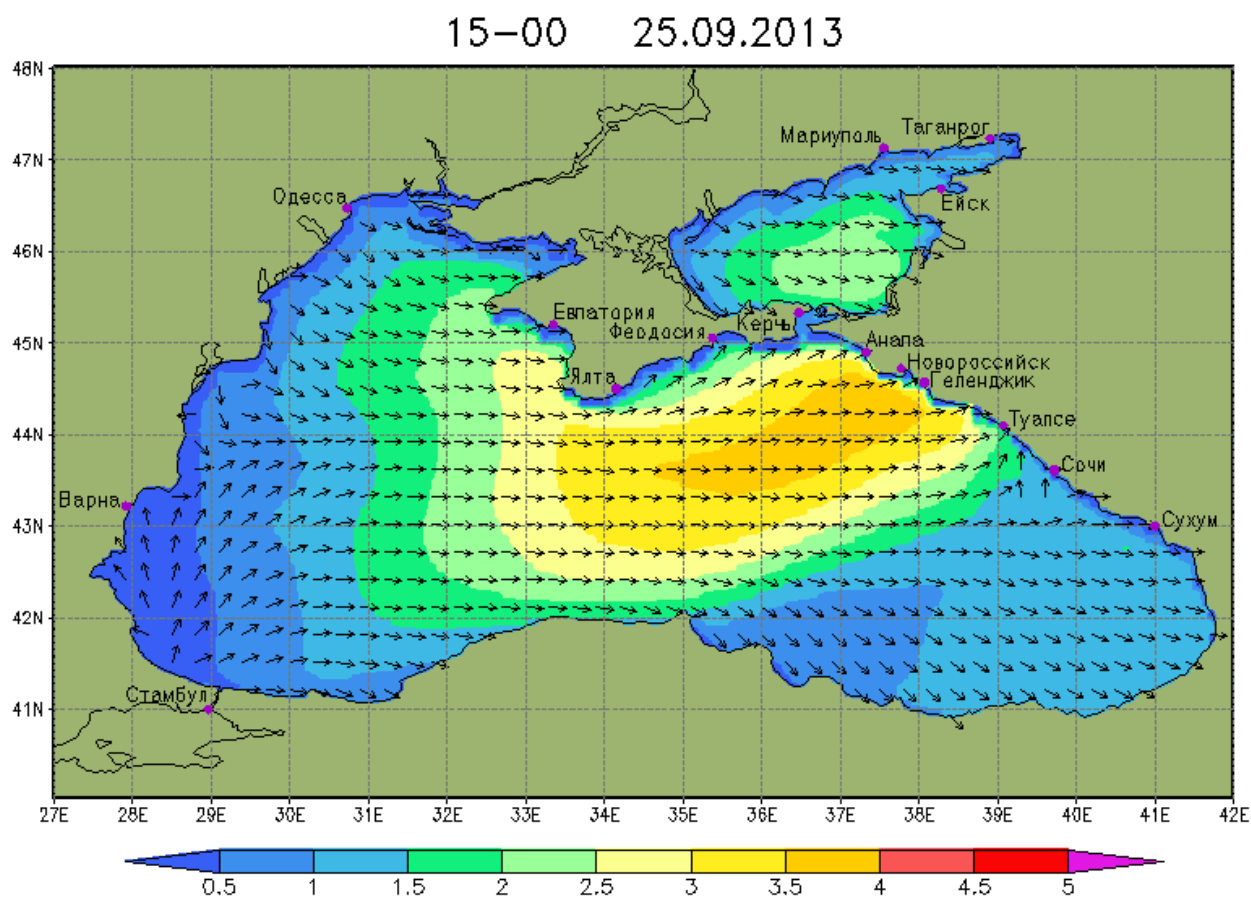 15-00 25.09.2013
48N
47N
46N
45N
44N
43N
42N
41N
Таганрог
Мариуполь
Ейск
Одесса
Евпатория
Феодосия
Керчь
Анапа
Новороссийск
Геленджик
Ялта
Туапсе
Сочи
Варна
Сухум
Стамбул
27E 28E 29E 30E 31E 32E 33E 34E 35E 36E 37E 38E 39E 40E 41E 42E
0.5 1 1.5 2 2.5 3 3.5 4 4.5 5